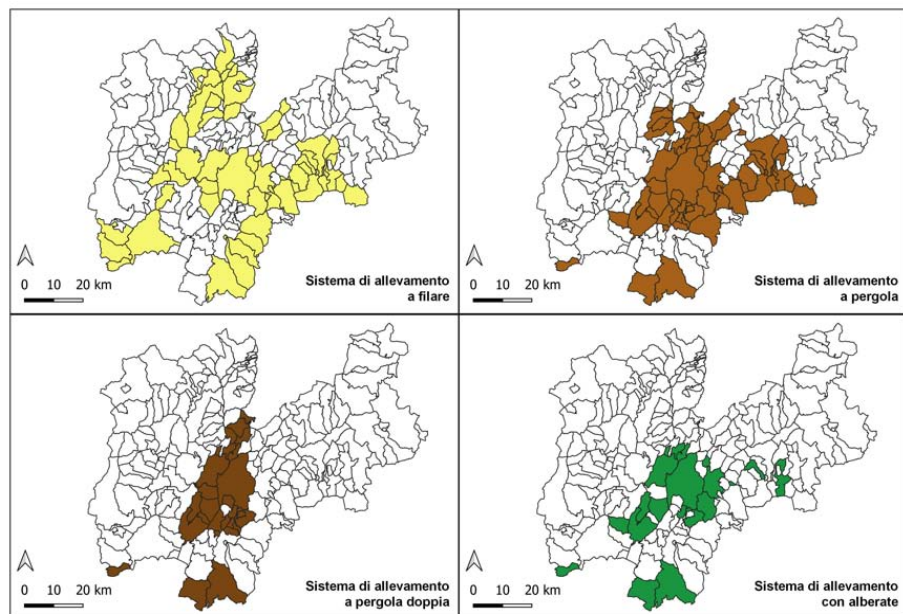 0 10 20 km
Sistema di allevamento
a filare
0 10 20 km
Sistema di allevamento
a pergola
0 10 20 km
Sistema di allevamento
a pergola doppia
0 10 20 km
Sistema di allevamento
con alberate